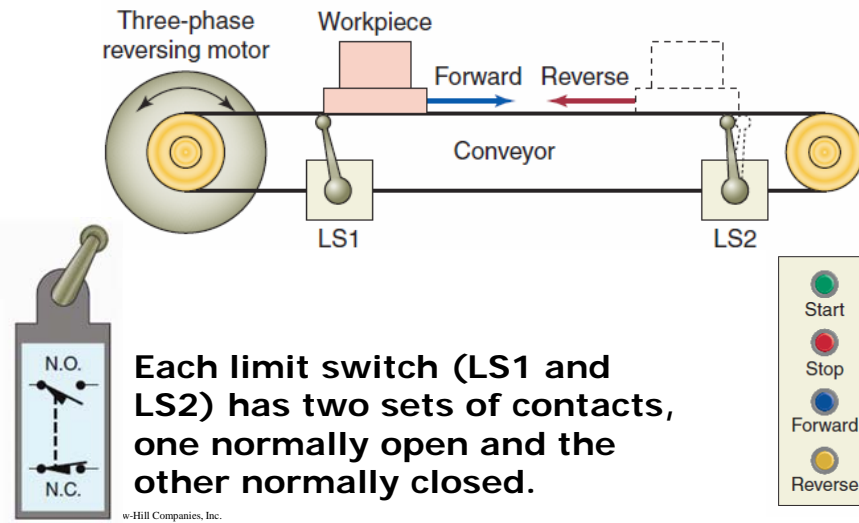 Three-phase
reversing motor
Workpiece
Forward
Reverse
Conveyor
LS1
LS2
N.O.
N.C.
Each limit switch (LS1 and
LS2) has two sets of contacts,
one normally open and the
other normally closed.
Start
Stop
Forward
Reverse
w-Hill Companies, Inc.